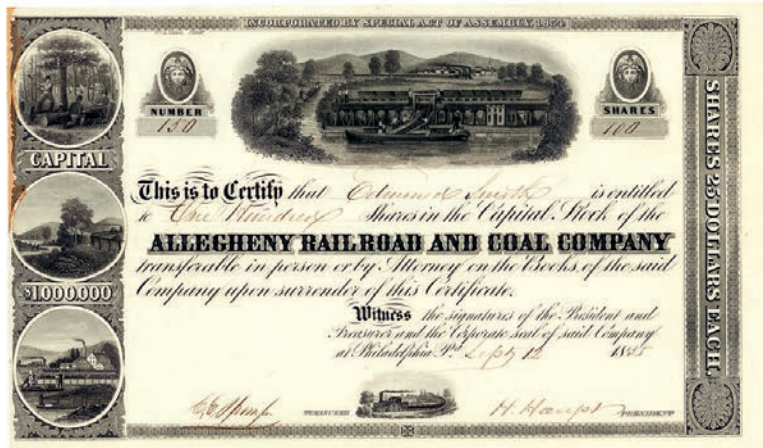 INCORPORATED BY SPECIAL ACT OF ASSEMBLY, 1854
NUMBER
150
SHARES
100
CAPITAL
$1,000,000
SHARES 25 DOLLARS EACH.
This is to Certify that Edmund Smith is entitled
to One Hundred Shares in the Capital Stock of the
ALLEGHENY RAILROAD AND COAL COMPANY
transferable in person or by Attorney on the Books of the said
Company upon surrender of this Certificate.
Witness the signatures of the President and
Treasurer and the Corporate seal of said Company
at Philadelphia Pa. Sept 12 1855
TREASURER
H. Haupt PRESIDENT